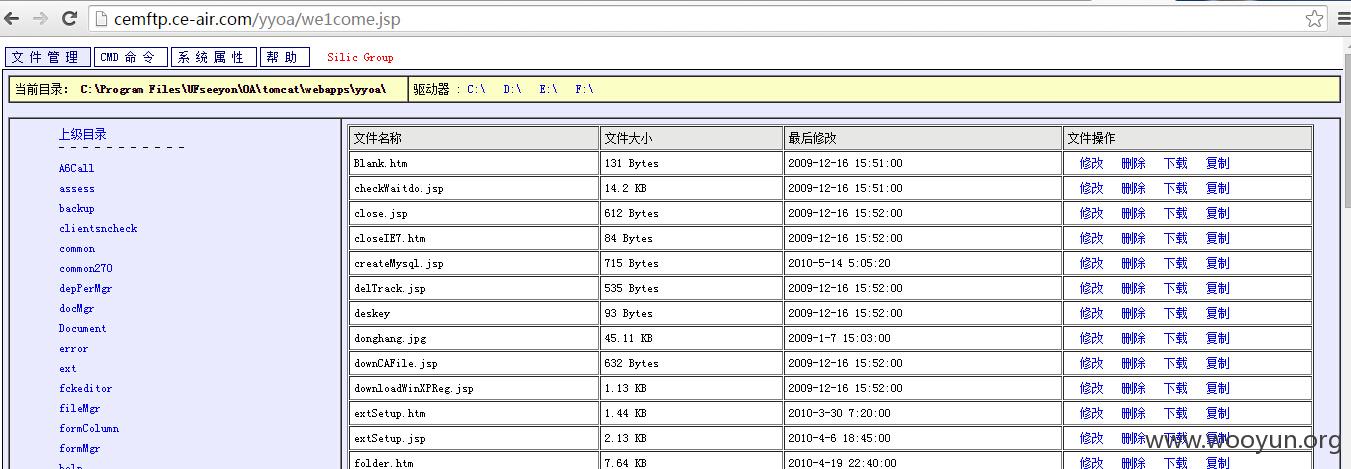 cemftp.ce-air.com/yyoa/we1come.jsp
文件管理 CMD 命令 系统属性 帮助 Silic Group
当前目录: C:\Program Files\UFseeyon\OA\tomcat\webapps\yyoa\ 驱动器 : C:\ D:\ E:\ F:\
上级目录
- - - - - - - - - - - -
A6Call
assess
backup
clientsncheck
common
common270
depPerMgr
docMgr
Document
error
ext
fckeditor
fileMgr
formColumn
formMgr
help
文件名称 文件大小 最后修改 文件操作
Blank.htm 131 Bytes 2009-12-16 15:51:00 修改 删除 下载 复制
checkWaitdo.jsp 14.2 KB 2009-12-16 15:51:00 修改 删除 下载 复制
close.jsp 612 Bytes 2009-12-16 15:52:00 修改 删除 下载 复制
closeIE7.htm 84 Bytes 2009-12-16 15:52:00 修改 删除 下载 复制
createMysql.jsp 715 Bytes 2010-5-14 5:05:20 修改 删除 下载 复制
delTrack.jsp 535 Bytes 2009-12-16 15:52:00 修改 删除 下载 复制
deskey 93 Bytes 2009-12-16 15:52:00 修改 删除 下载 复制
donghang.jpg 45.11 KB 2009-1-7 15:03:00 修改 删除 下载 复制
downCAFile.jsp 632 Bytes 2009-12-16 15:52:00 修改 删除 下载 复制
downloadWinXPReg.jsp 1.13 KB 2009-12-16 15:52:00 修改 删除 下载 复制
extSetup.htm 1.44 KB 2010-3-30 7:20:00 修改 删除 下载 复制
extSetup.jsp 2.13 KB 2010-4-6 18:45:00 修改 删除 下载 复制
folder.htm 7.64 KB 2010-4-19 22:40:00 修改 删除 下载 复制
www.wooyun.org